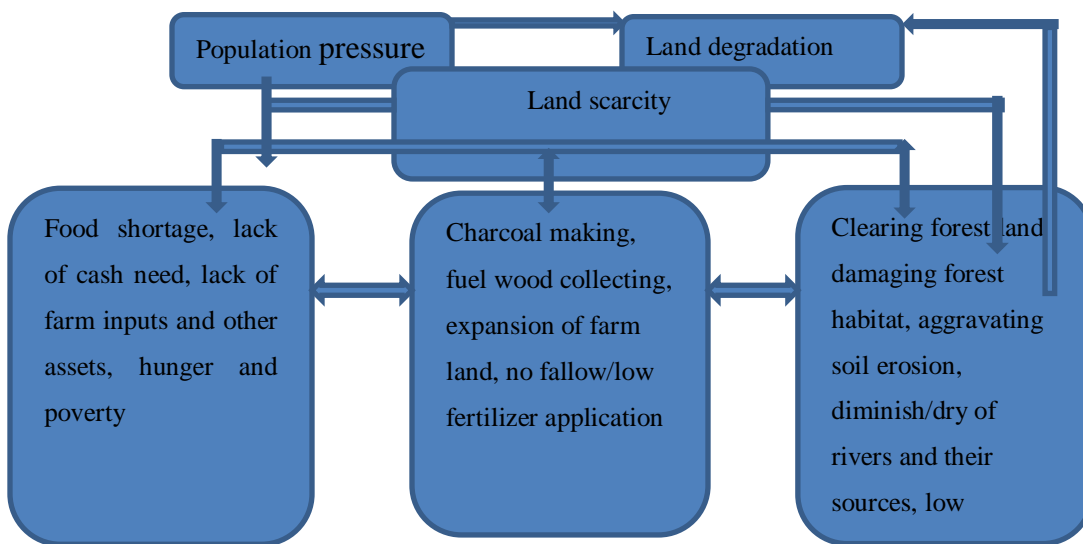 Population pressure
Land degradation
Land scarcity
Food shortage, lack
of cash need, lack of
farm inputs and other
assets, hunger and
poverty
Charcoal making,
fuel wood collecting,
expansion of farm
land, no fallow/low
fertilizer application
Clearing forest land
damaging forest
habitat, aggravating
soil erosion,
diminish/dry of
rivers and their
sources, low